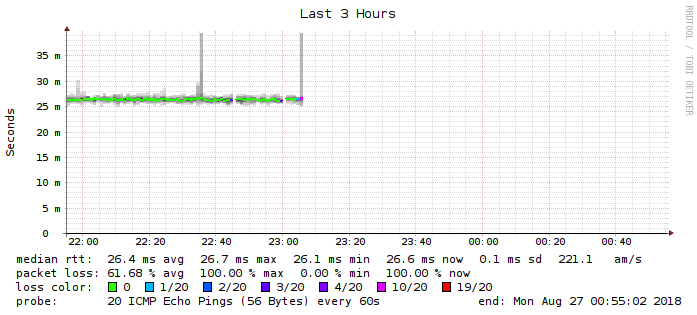 Last 3 Hours
RRDTOOL / TOBI OETIKER
Seconds
35 m
30 m
25 m
20 m
15 m
10 m
5 m
0
22:00 22:20 22:40 23:00 23:20 23:40 00:00 00:20 00:40
median rtt: 26.4 ms avg 26.7 ms max 26.1 ms min 26.6 ms now 0.1 ms sd 221.1 am/s
packet loss: 61.68 % avg 100.00 % max 0.00 % min 100.00 % now
loss color: 0 1/20 2/20 3/20 4/20 10/20 19/20
probe: 20 ICMP Echo Pings (56 Bytes) every 60s end: Mon Aug 27 00:55:02 2018